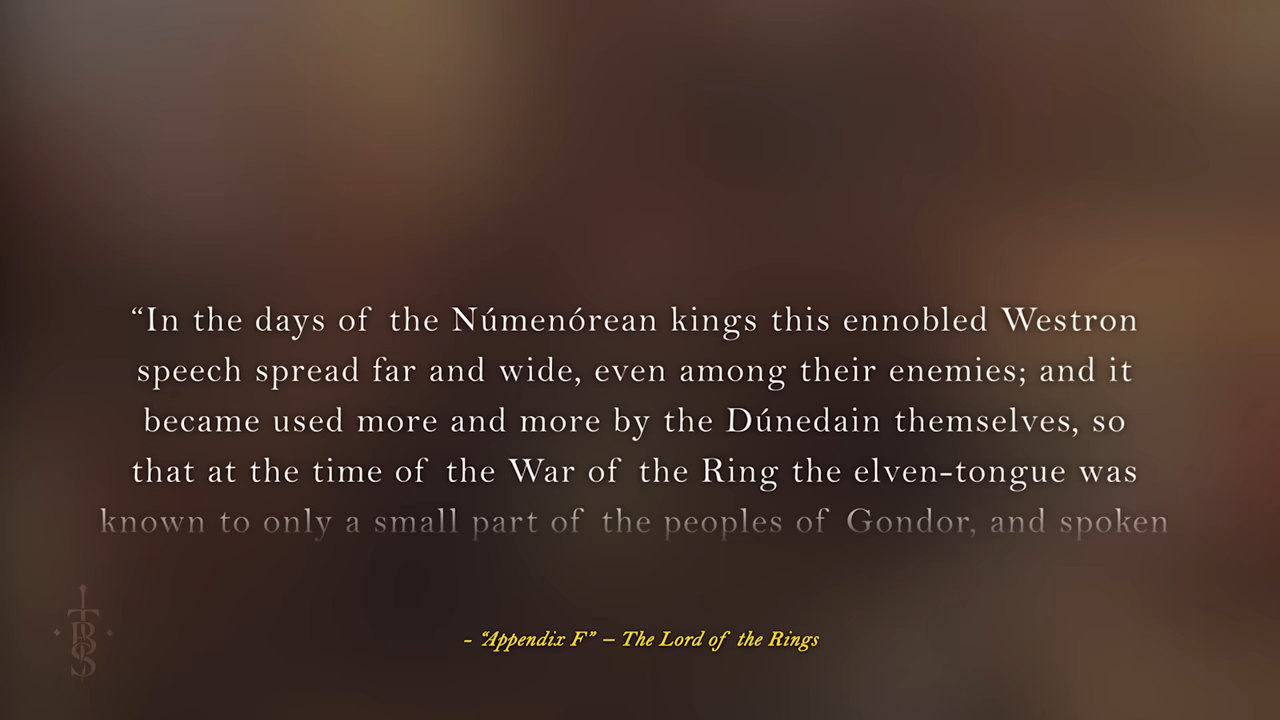 “In the days of the Númenórean kings this ennobled Westron
speech spread far and wide, even among their enemies; and it
became used more and more by the Dúnedain themselves, so
that at the time of the War of the Ring the elven-tongue was
known to only a small part of the peoples of Gondor, and spoken
- “Appendix F” – The Lord of the Rings